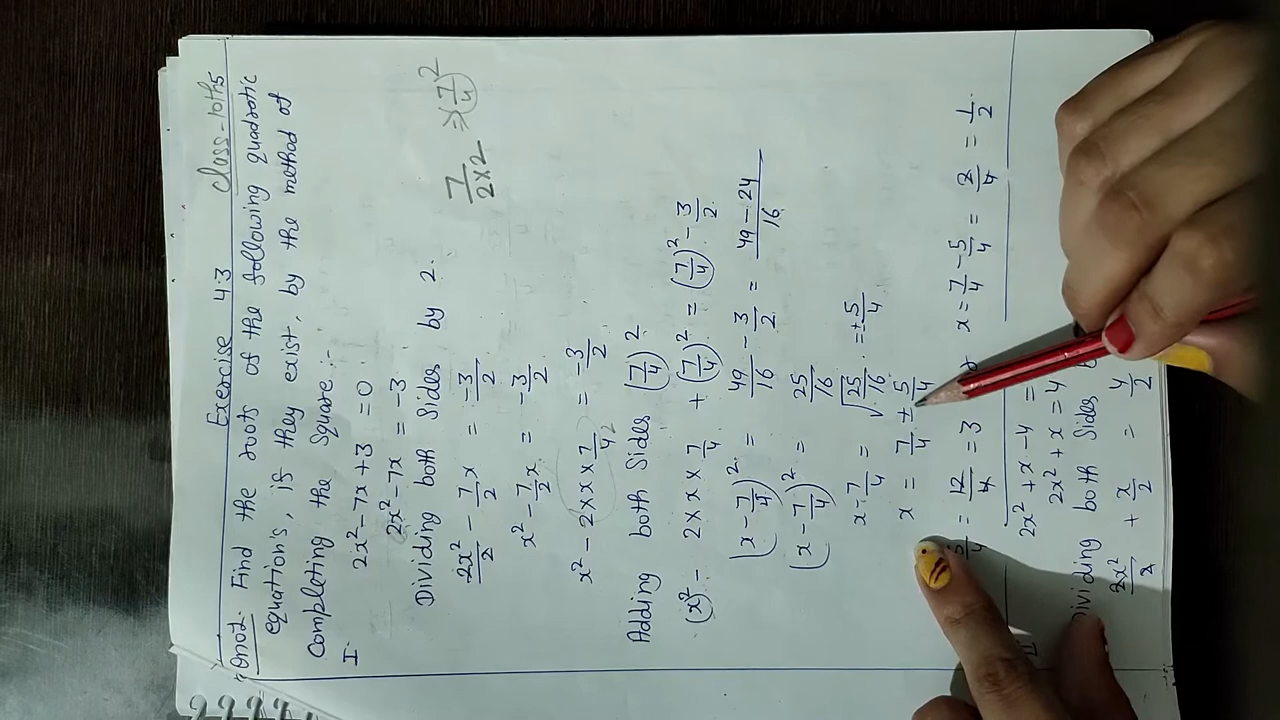 Exercise 4.3 class-10th
Qno1. Find the roots of the following quadratic
equation's, if they exist, by the method of
Completing the Square:-
I. 2x² - 7x + 3 = 0
2x² - 7x = -3
Dividing both sides by 2.
2x²/2 - 7/2 x = -3/2
x² - 7/2 x = -3/2
7/2×2 ⇒ (7/4)²
x² - 2 × x × 7/4 = -3/2
Adding both Sides (7/4)²
(x)² - 2 × x × 7/4 + (7/4)² = (7/4)² - 3/2
(x - 7/4)² = 49/16 - 3/2 = 49 - 24/16
(x - 7/4)² = 25/16
x - 7/4 = √25/16 = ± 5/4
x = 7/4 ± 5/4
5/4 = 12/4 = 3 x = 7/4 - 5/4 = 2/4 = 1/2
II 2x² + x - 4 =
2x² + x = 4
Dividing both Sides
2x²/2 + x/2 = 4/2